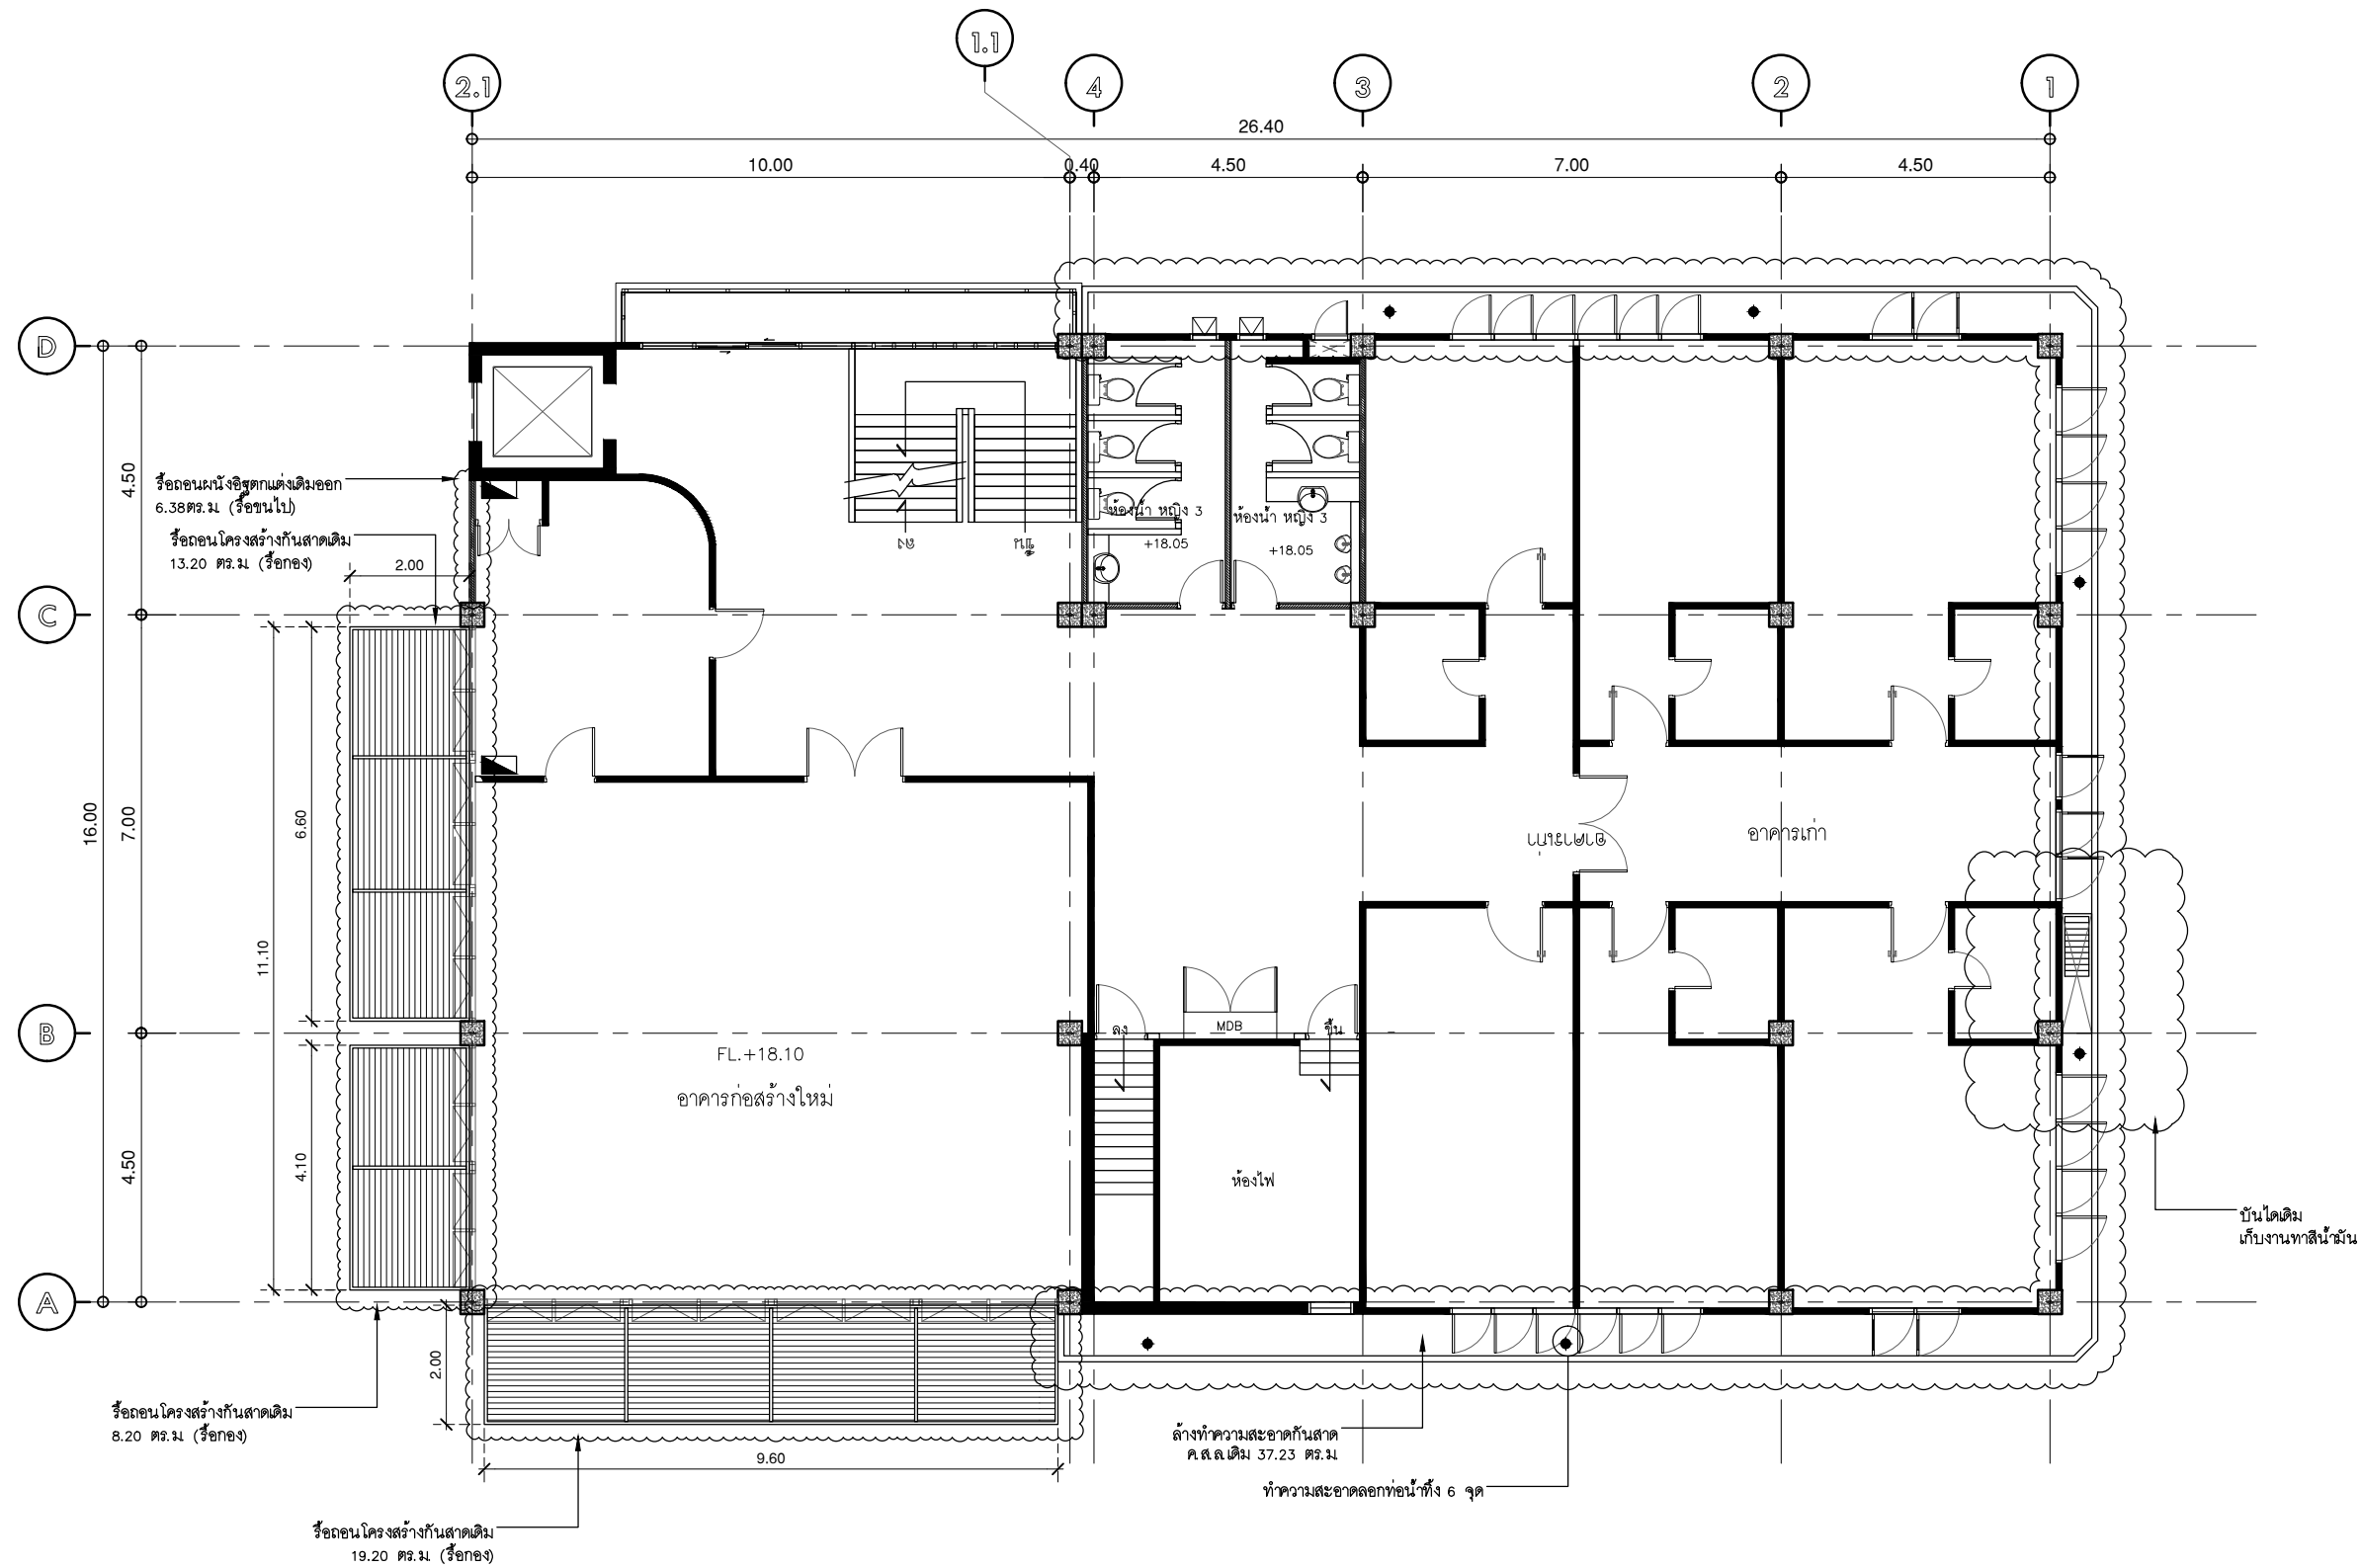 1.1
2.1
4
3
2
1
26.40
10.00
0.40
4.50
7.00
4.50
D
รื้อถอนผนังอิฐตกแต่งเดิมออก
6.38ตร.ม. (รื้อขนไป)
4.50
รื้อถอนโครงสร้างกันสาดเดิม
13.20 ตร.ม. (รื้อกอง)
2.00
ห้องน้ำ หญิง 3
ห้องน้ำ หญิง 3
+18.05
+18.05
ลง
ขึ้น
C
16.00
7.00
6.60
อาคารเก่า
อาคารเก่า
11.10
B
ลง
MDB
ขึ้น
FL.+18.10
อาคารก่อสร้างใหม่
4.50
4.10
ห้องไฟ
บันไดเดิม
เก็บงานทาสีน้ำมัน
A
2.00
รื้อถอนโครงสร้างกันสาดเดิม
8.20 ตร.ม. (รื้อกอง)
ล้างทำความสะอาดกันสาด
ค.ส.ล.เดิม 37.23 ตร.ม.
9.60
ทำความสะอาดลอกท่อน้ำทิ้ง 6 จุด
รื้อถอนโครงสร้างกันสาดเดิม
19.20 ตร.ม. (รื้อกอง)